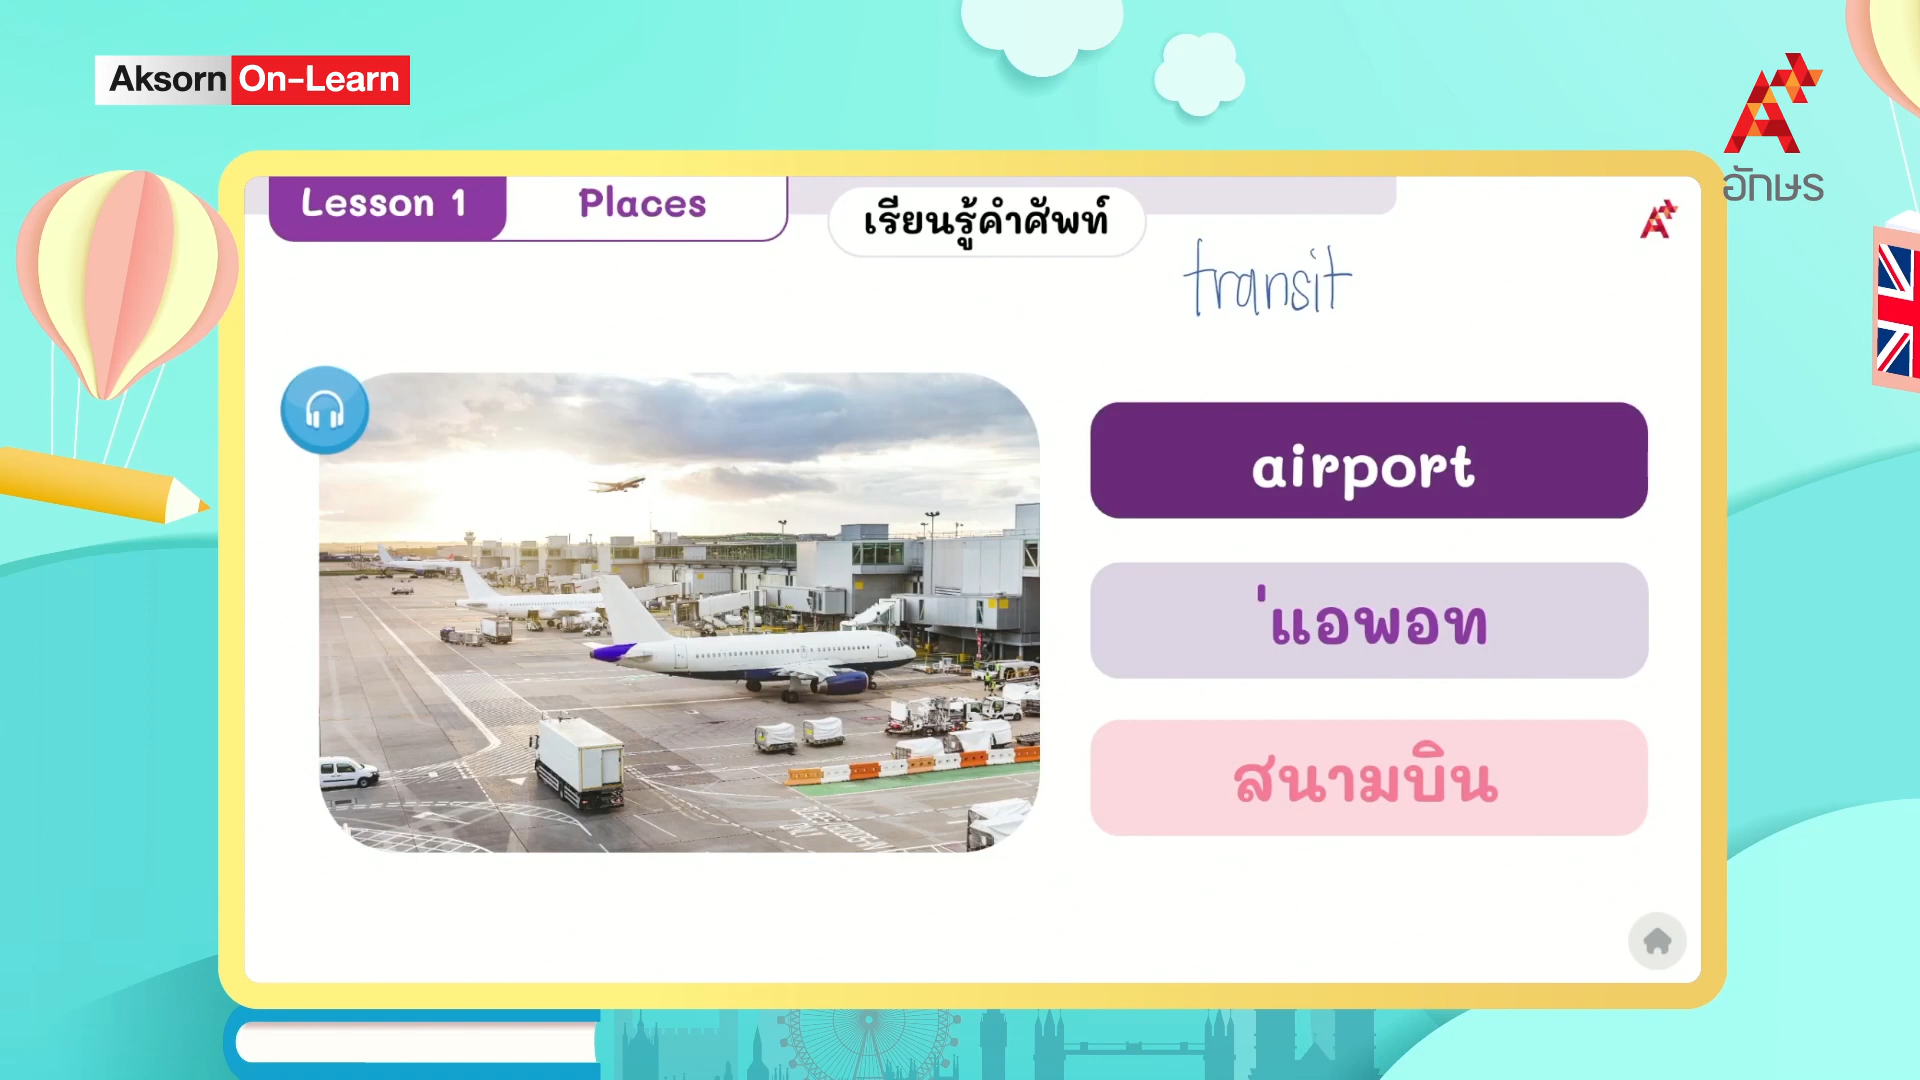 Aksorn On-Learn
อักษร
Lesson 1
Places
เรียนรู้คำศัพท์
transit
airport
่แอพอท
สนามบิน